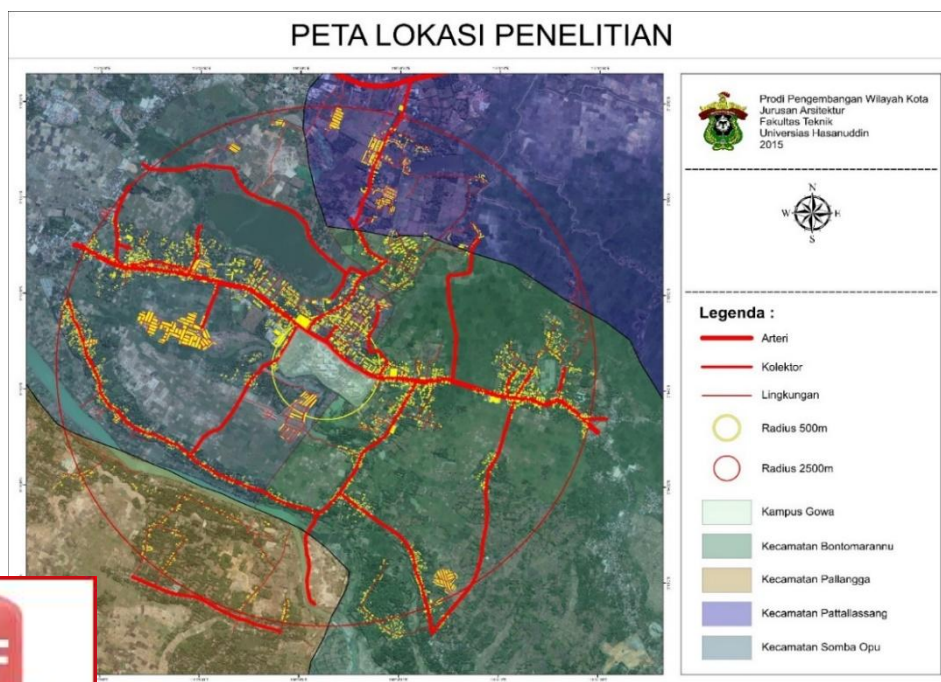 PETA LOKASI PENELITIAN
Prodi Pengembangan Wilayah Kota
Jurusan Arsitektur
Fakultas Teknik
Universias Hasanuddin
2015
N
W E
S
Legenda :
Arteri
Kolektor
Lingkungan
Radius 500m
Radius 2500m
Kampus Gowa
Kecamatan Bontomarannu
Kecamatan Pallangga
Kecamatan Pattallassang
Kecamatan Somba Opu